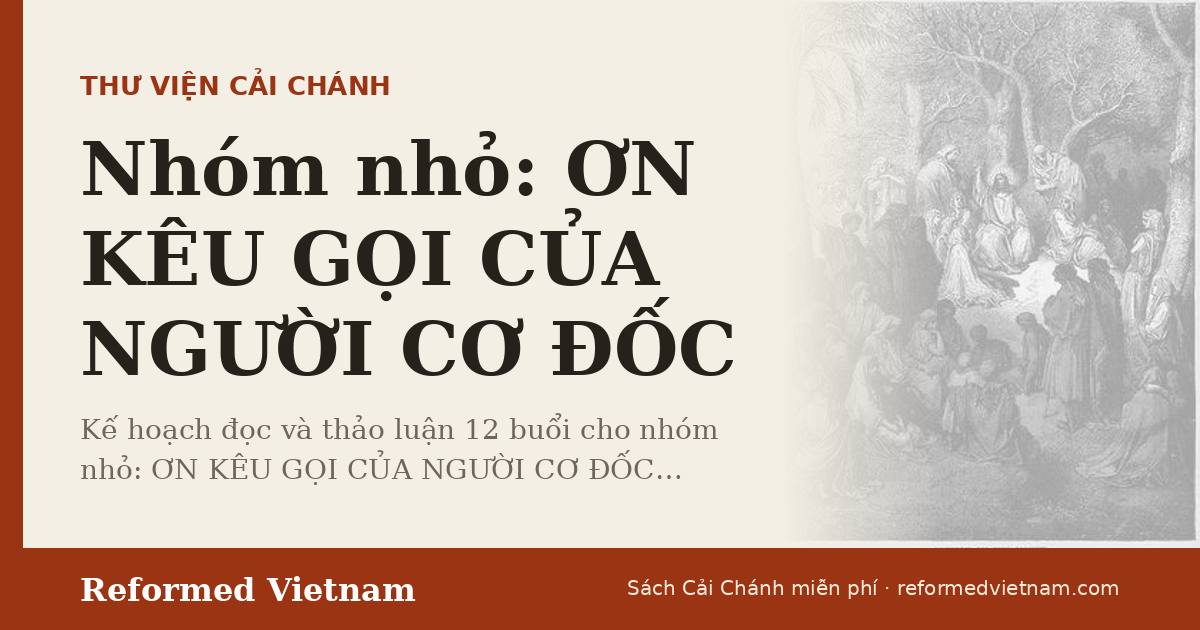 THƯ VIỆN CẢI CHÁNH
Nhóm nhỏ: ƠN
KÊU GỌI CỦA
NGƯỜI CƠ ĐỐC
Kế hoạch đọc và thảo luận 12 buổi cho nhóm
nhỏ: ƠN KÊU GỌI CỦA NGƯỜI CƠ ĐỐC...
Reformed Vietnam
Sách Cải Chánh miễn phí · reformedvietnam.com